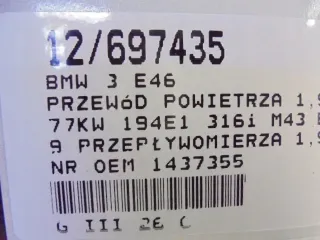 12/697435
BMW 3 E46
PRZEWóD POWIETRZA 1,9
77KW 194E1 316i M43
9 PRZEPŁYWOMIERZA 1,9
NR OEM 1437355
G III 2E C